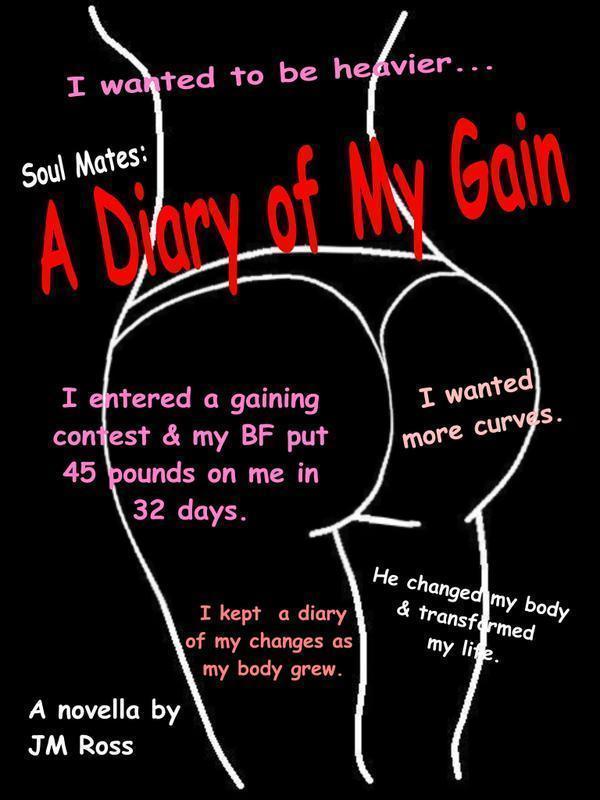 I wanted to be heavier...
Soul Mates:
A Diary of My Gain
I entered a gaining
contest & my BF put
45 pounds on me in
32 days.
I wanted
more curves.
He changed my body
& transformed
my life.
I kept a diary
of my changes as
my body grew.
A novella by
JM Ross